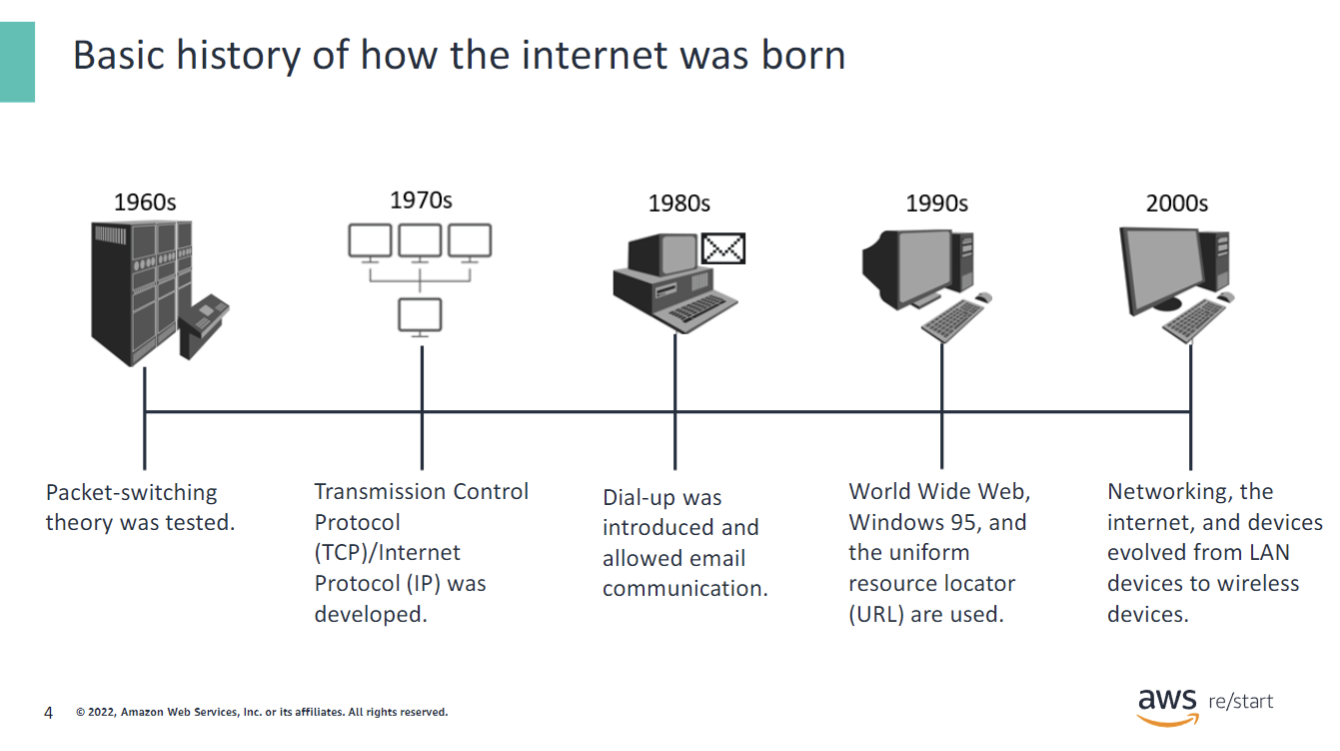 Basic history of how the internet was born
1960s
1970s
1980s
1990s
2000s
Packet-switching
theory was tested.
Transmission Control
Protocol
(TCP)/Internet
Protocol (IP) was
developed.
Dial-up was
introduced and
allowed email
communication.
World Wide Web,
Windows 95, and
the uniform
resource locator
(URL) are used.
Networking, the
internet, and devices
evolved from LAN
devices to wireless
devices.
4
© 2022, Amazon Web Services, Inc. or its affiliates. All rights reserved.
aws re/start